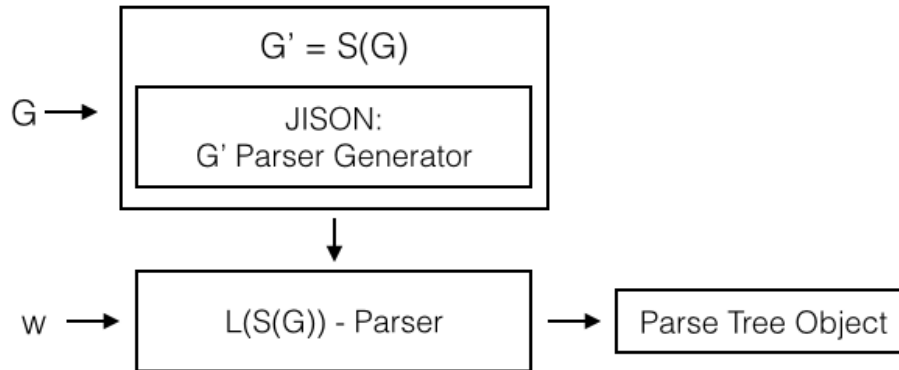 G’ = S(G)
G
JISON:
G’ Parser Generator
w
L(S(G)) - Parser
Parse Tree Object